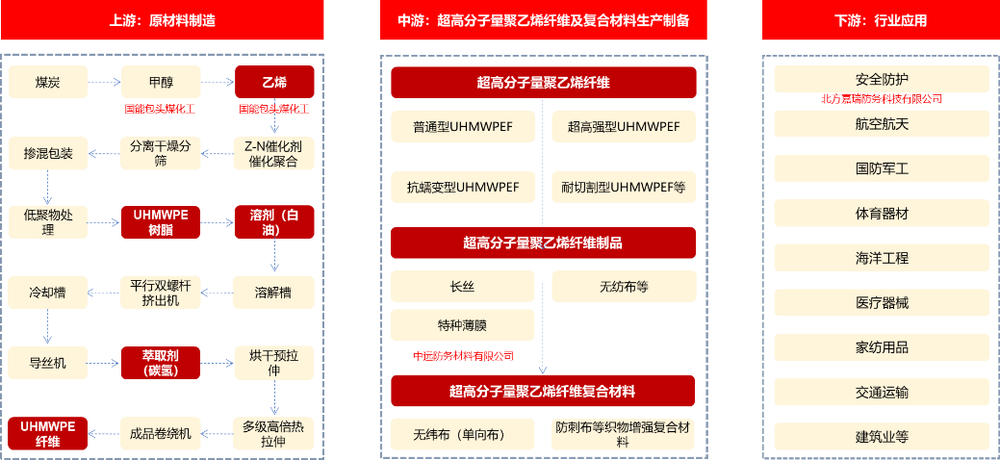 上游：原材料制造
煤炭
甲醇
乙烯
国能包头煤化工
国能包头煤化工
掺混包装
分离干燥分
筛
Z-N催化剂
催化聚合
低聚物处
理
UHMWPE
树脂
溶剂（白
油）
冷却槽
平行双螺杆
挤出机
溶解槽
导丝机
萃取剂
（碳氢）
烘干预拉
伸
UHMWPE
纤维
成品卷绕机
多级高倍热
拉伸
中游：超高分子量聚乙烯纤维及复合材料生产制备
超高分子量聚乙烯纤维
普通型UHMWPEF
超高强型UHMWPEF
抗蠕变型UHMWPEF
耐切割型UHMWPEF等
超高分子量聚乙烯纤维制品
长丝
无纺布等
特种薄膜
中远防务材料有限公司
超高分子量聚乙烯纤维复合材料
无纬布（单向布）
防刺布等织物增强复合材
料
下游：行业应用
安全防护
北方嘉瑞防务科技有限公司
航空航天
国防军工
体育器材
海洋工程
医疗器械
家纺用品
交通运输
建筑业等